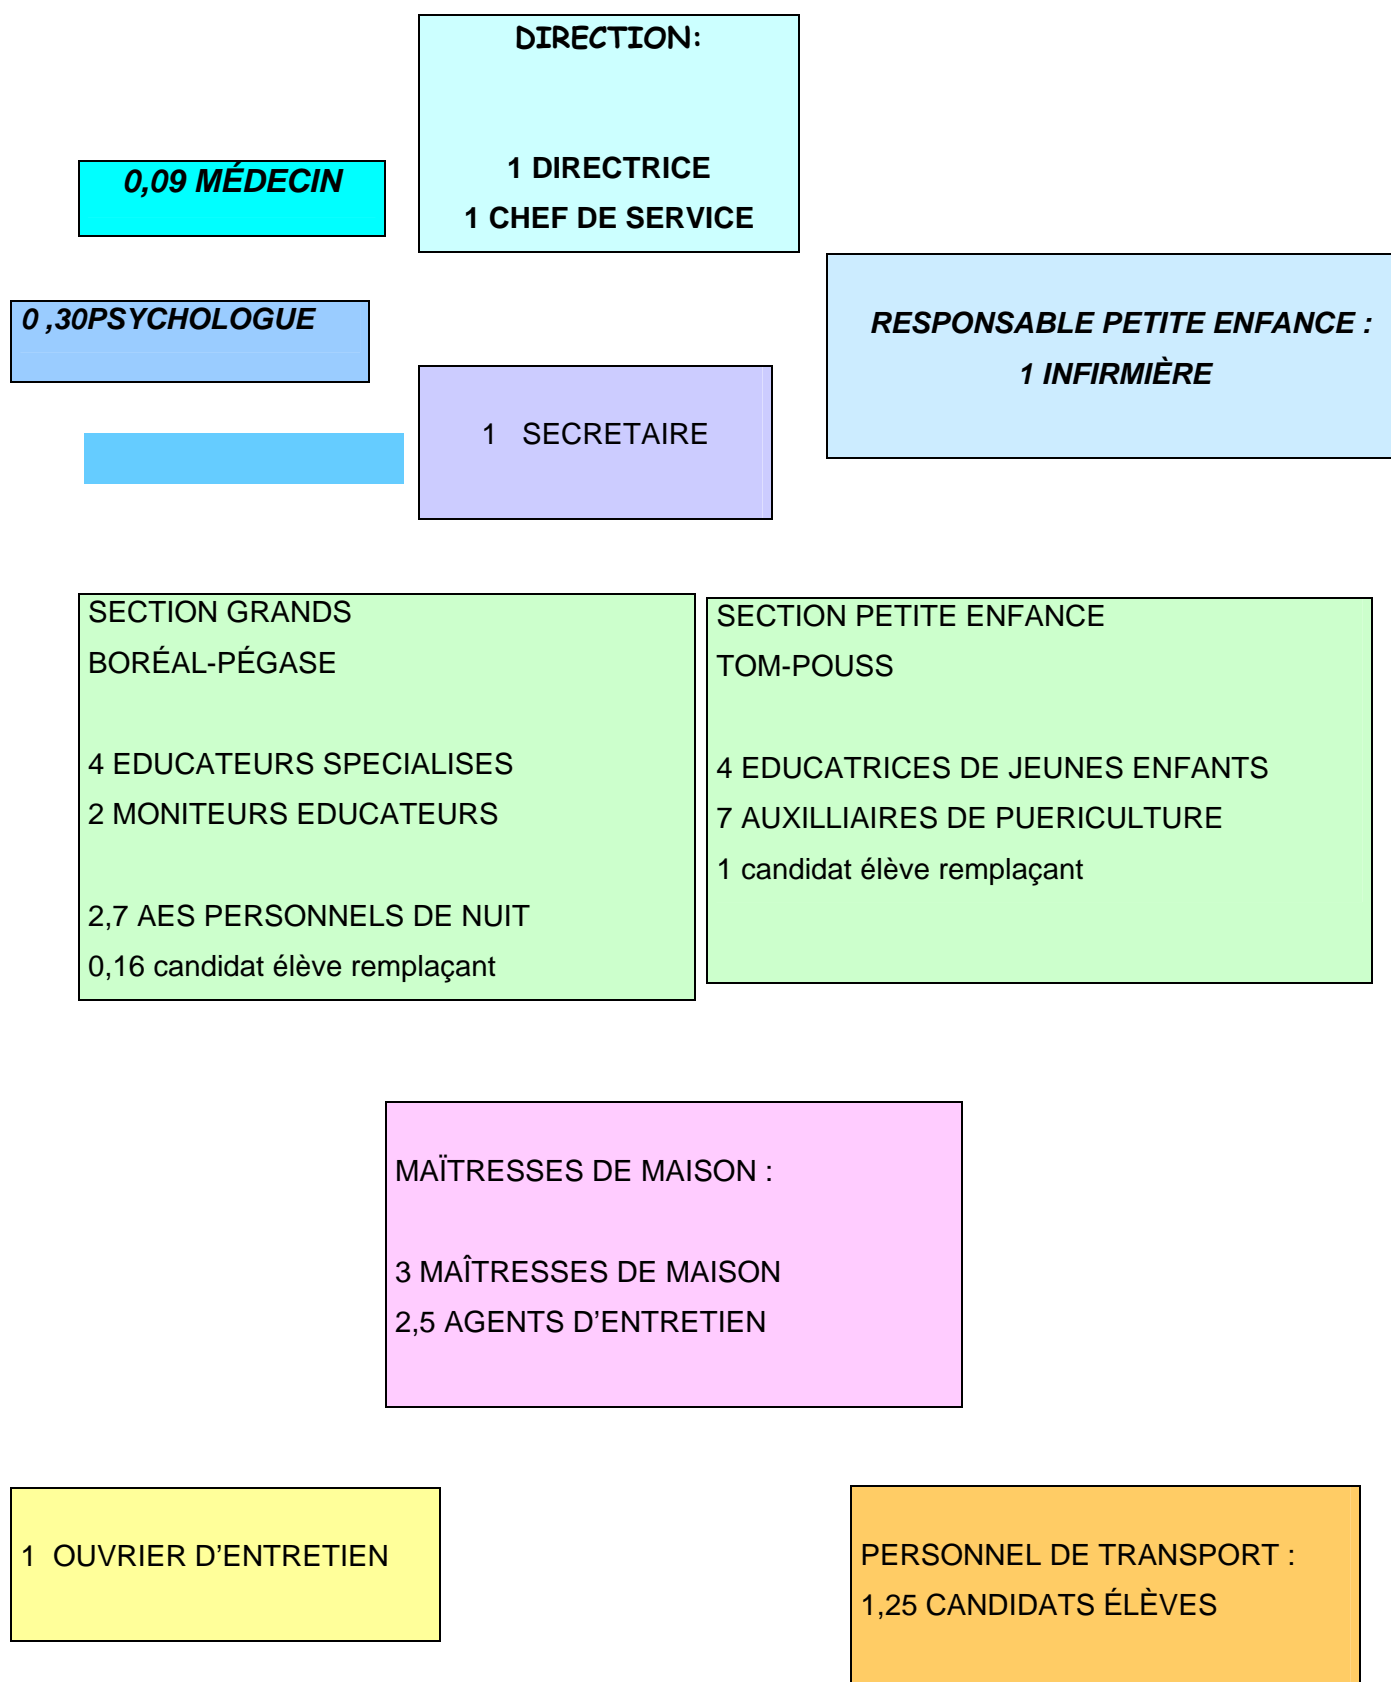 DIRECTION:
1 DIRECTRICE
1 CHEF DE SERVICE
0,09 MÉDECIN
0 ,30PSYCHOLOGUE
RESPONSABLE PETITE ENFANCE :
1 INFIRMIÈRE
1 SECRETAIRE
SECTION GRANDS
BORÉAL-PÉGASE
4 EDUCATEURS SPECIALISES
2 MONITEURS EDUCATEURS
2,7 AES PERSONNELS DE NUIT
0,16 candidat élève remplaçant
SECTION PETITE ENFANCE
TOM-POUSS
4 EDUCATRICES DE JEUNES ENFANTS
7 AUXILLIAIRES DE PUERICULTURE
1 candidat élève remplaçant
MAÏTRESSES DE MAISON :
3 MAÎTRESSES DE MAISON
2,5 AGENTS D’ENTRETIEN
1 OUVRIER D’ENTRETIEN
PERSONNEL DE TRANSPORT :
1,25 CANDIDATS ÉLÈVES